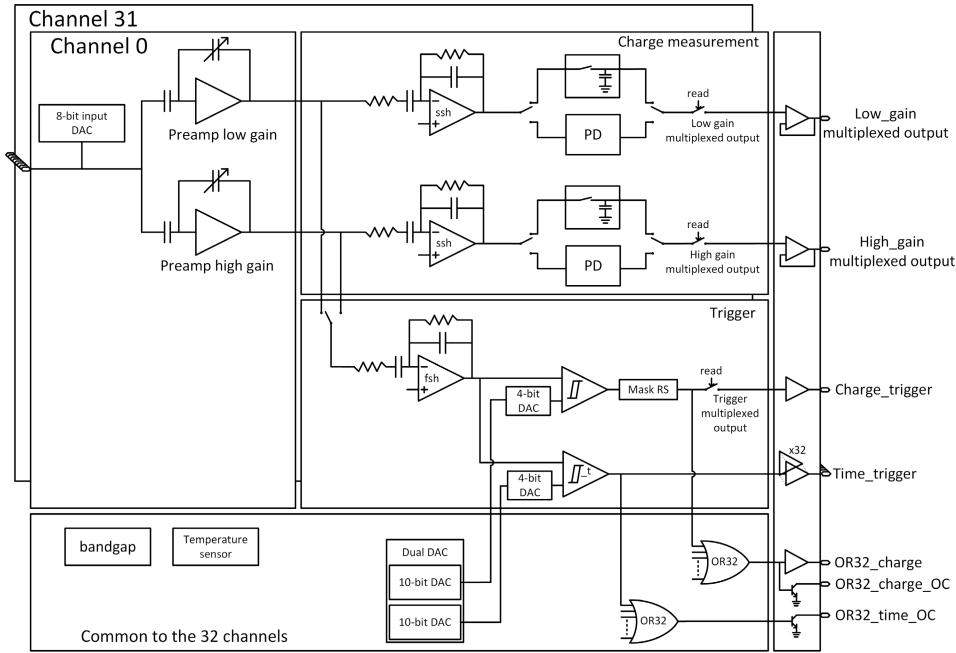 Channel 31
Channel 0
8-bit input
DAC
Preamp low gain
Preamp high gain
Charge measurement
ssh
PD
read
Low gain
multiplexed output
Low_gain
multiplexed output
ssh
PD
read
High gain
multiplexed output
High_gain
multiplexed output
Trigger
fsh
4-bit
DAC
Mask RS
read
Trigger
multiplexed
output
Charge_trigger
4-bit
DAC
_t
x32
Time_trigger
bandgap
Temperature
sensor
Dual DAC
10-bit DAC
10-bit DAC
OR32
OR32
OR32_charge
OR32_charge_OC
OR32_time_OC
Common to the 32 channels